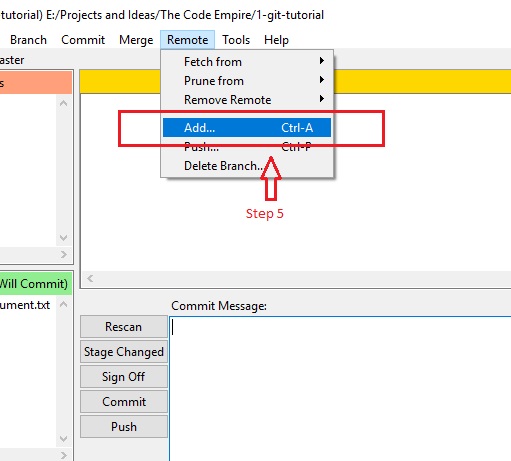 tutorial) E:/Projects and Ideas/The Code Empire/1-git-tutorial
Branch Commit Merge Remote Tools Help
aster
s
Fetch from
Prune from
Remove Remote
Add... Ctrl-A
Push... Ctrl-P
Delete Branch...
Step 5
Will Commit)
ument.txt
Commit Message:
Rescan
Stage Changed
Sign Off
Commit
Push